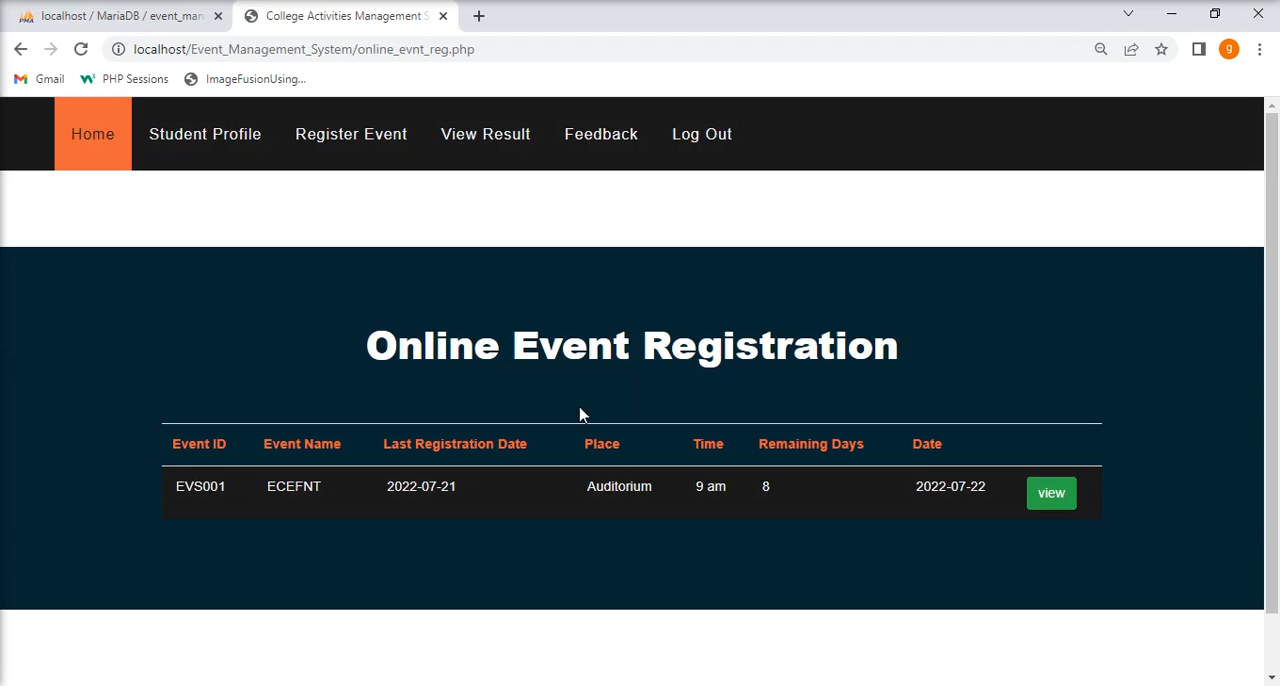 localhost / MariaDB / event_man
College Activities Management S
localhost/Event_Management_System/online_evnt_reg.php
g
Gmail PHP Sessions ImageFusionUsing...
Home Student Profile Register Event View Result Feedback Log Out
Online Event Registration
Event ID Event Name Last Registration Date Place Time Remaining Days Date
EVS001 ECEFNT 2022-07-21 Auditorium 9 am 8 2022-07-22 view